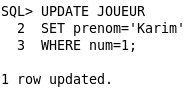 SQL> UPDATE JOUEUR
  2  SET prenom='Karim'
  3  WHERE num=1;
1 row updated.